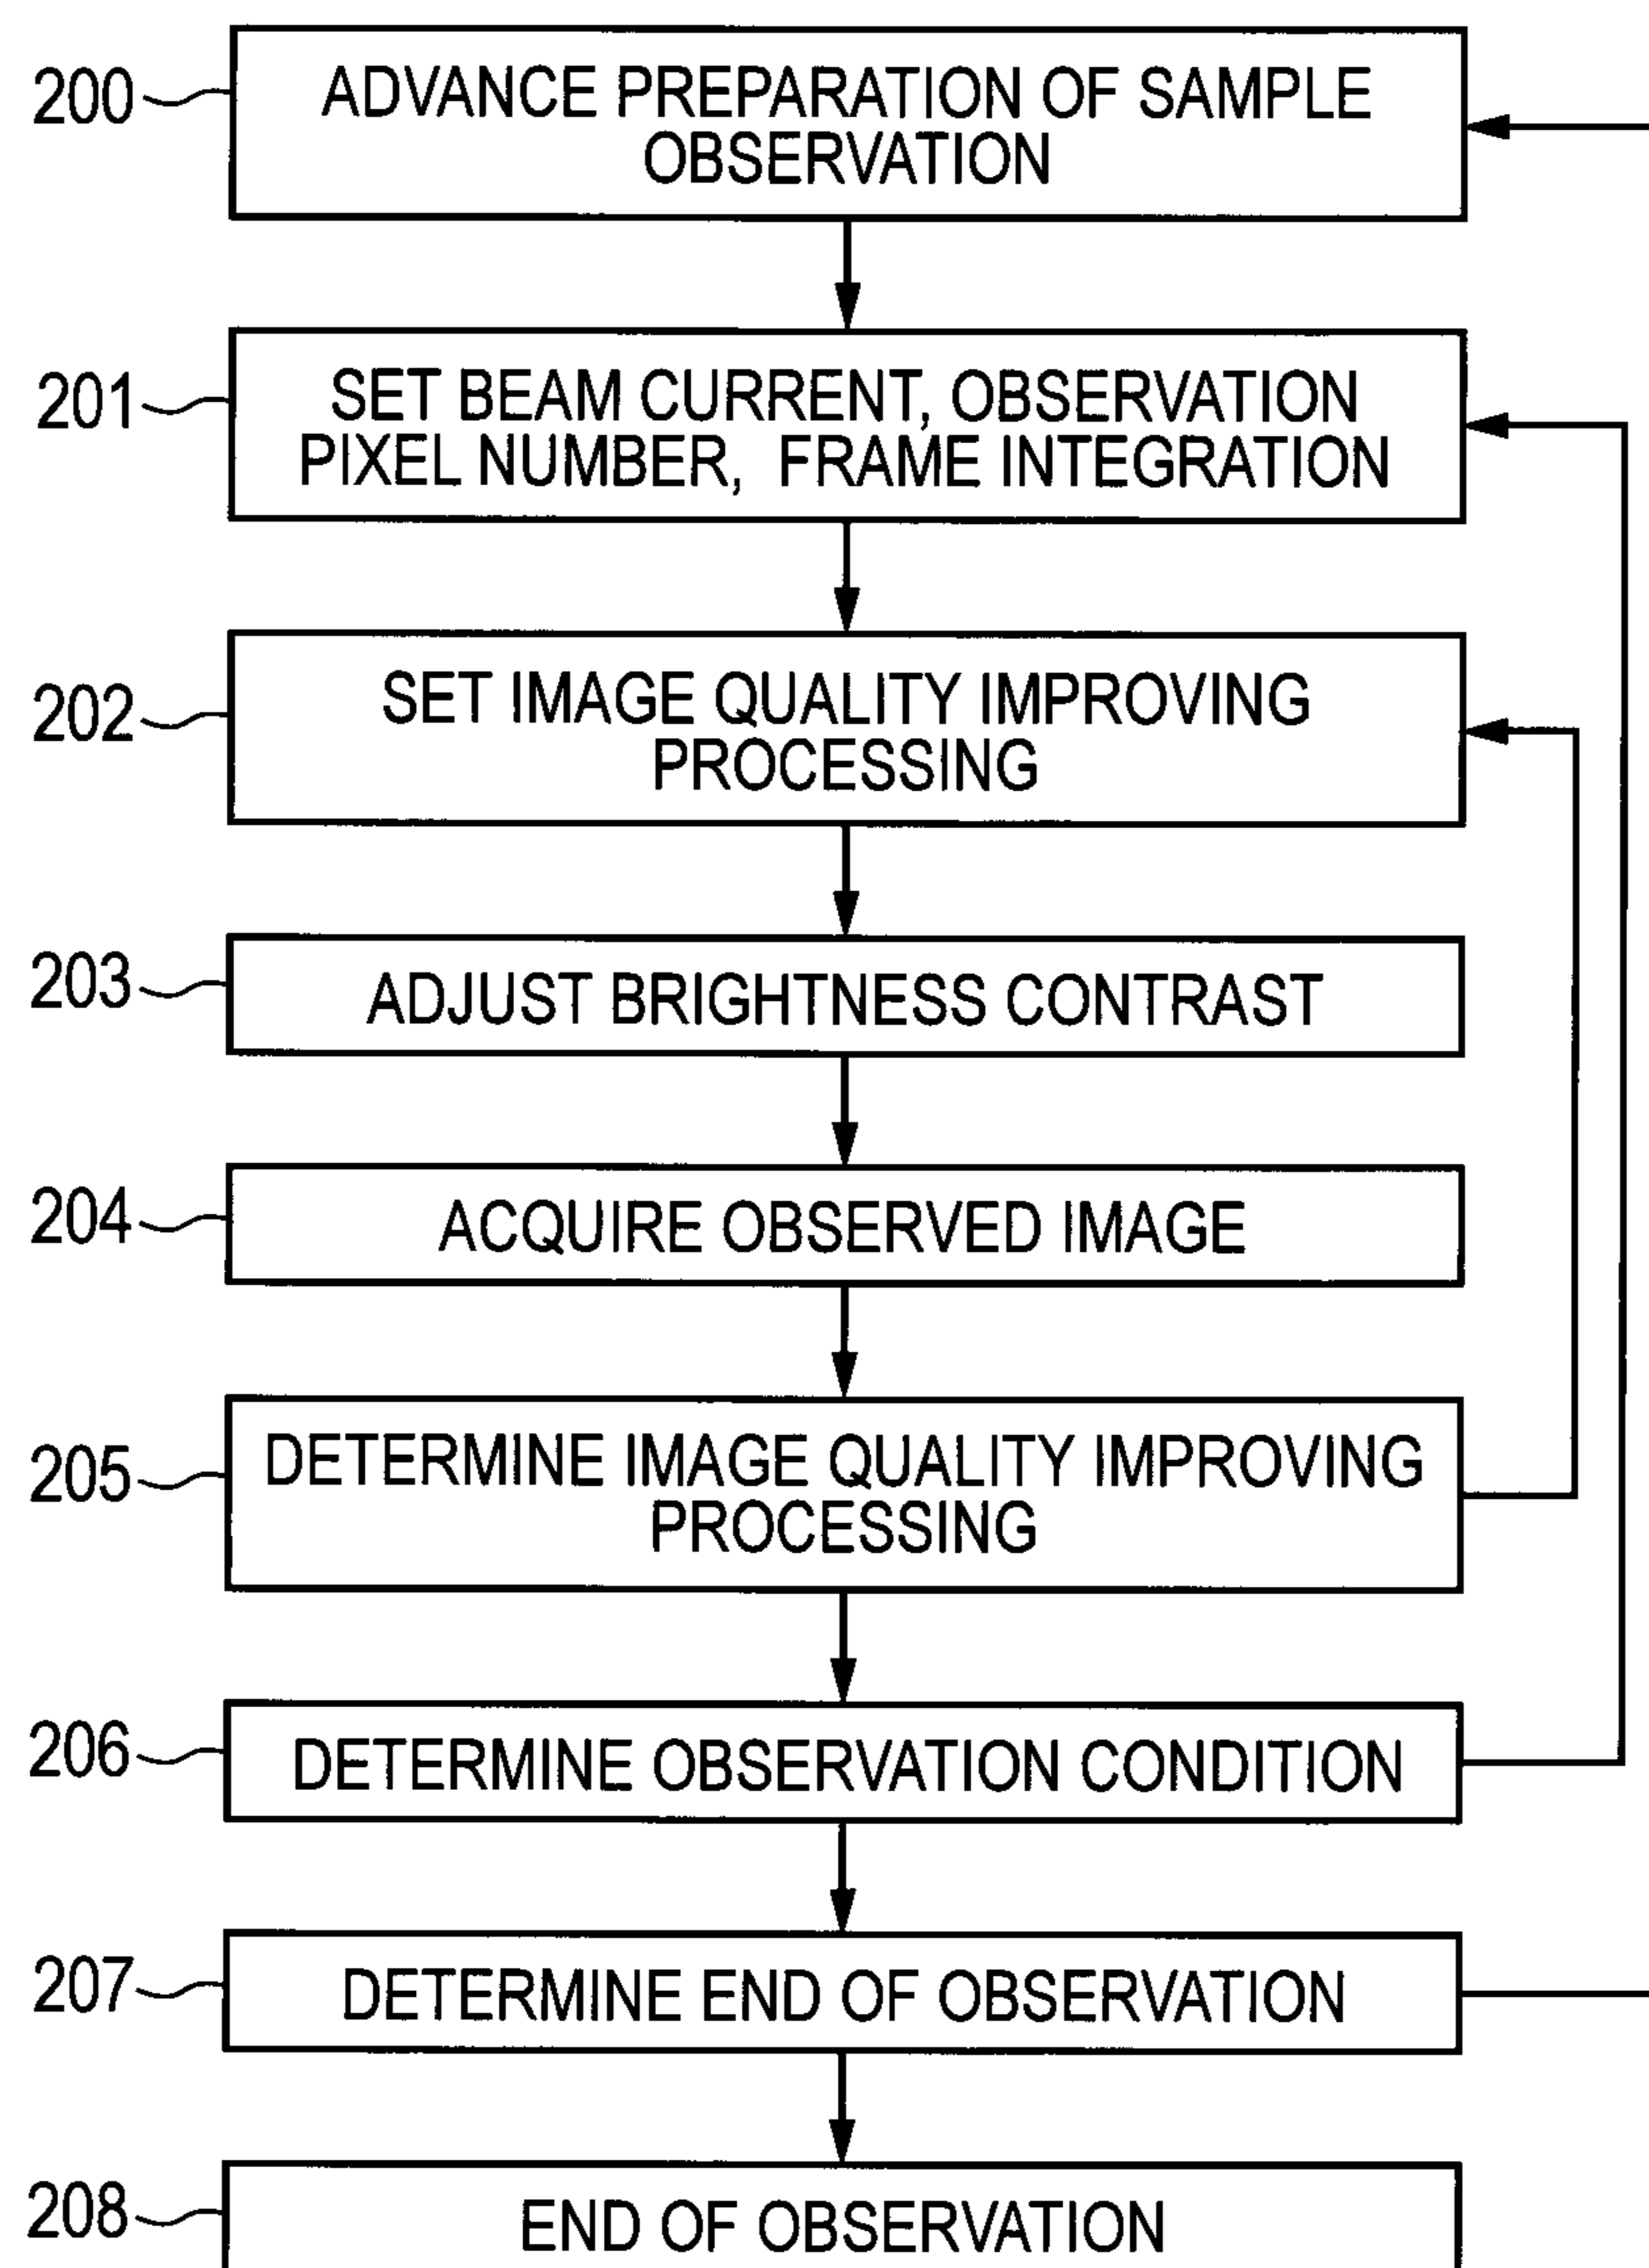 200
ADVANCE PREPARATION OF SAMPLE
OBSERVATION
201
SET BEAM CURRENT, OBSERVATION
PIXEL NUMBER, FRAME INTEGRATION
202
SET IMAGE QUALITY IMPROVING
PROCESSING
203
ADJUST BRIGHTNESS CONTRAST
204
ACQUIRE OBSERVED IMAGE
205
DETERMINE IMAGE QUALITY IMPROVING
PROCESSING
206
DETERMINE OBSERVATION CONDITION
207
DETERMINE END OF OBSERVATION
208
END OF OBSERVATION